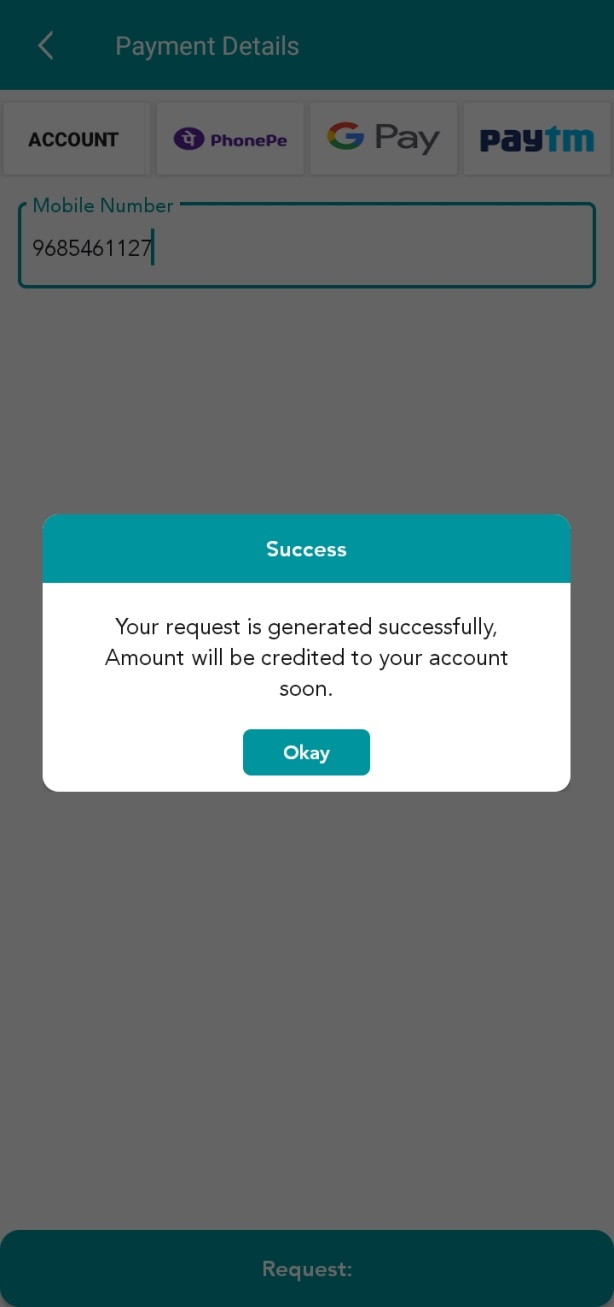 Payment Details
ACCOUNT
पे PhonePe
G Pay
paytm
Mobile Number
9685461127
Success
Your request is generated successfully,
Amount will be credited to your account
soon.
Okay
Request: